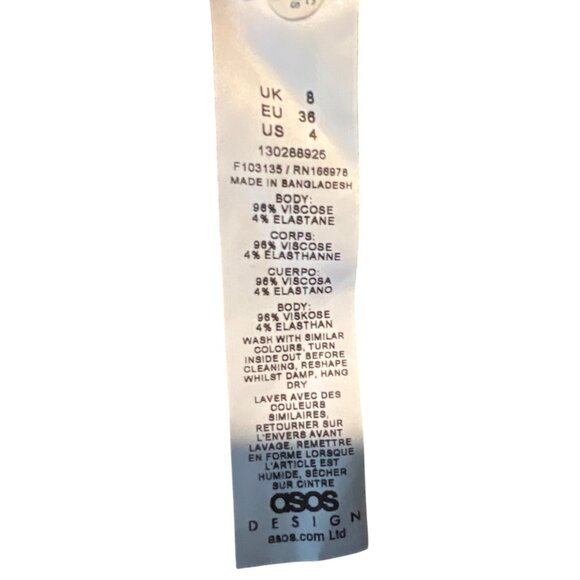 UK 8
EU 36
US 4
130288925
F103135 / RN166978
MADE IN BANGLADESH
BODY:
96% VISCOSE
4% ELASTANE
CORPS:
96% VISCOSE
4% ELASTHANNE
CUERPO:
96% VISCOSA
4% ELASTANO
BODY:
96% VISKOSE
4% ELASTHAN
WASH WITH SIMILAR
COLOURS, TURN
INSIDE OUT BEFORE
CLEANING, RESHAPE
WHILST DAMP, HANG
DRY
LAVER AVEC DES
COULEURS
SIMILAIRES,
RETOURNER SUR
L'ENVERS AVANT
LAVAGE, REMETTRE
EN FORME LORSQUE
L'ARTICLE EST
HUMIDE, SÉCHER
SUR CINTRE
asos
DESIGN
asos.com Ltd